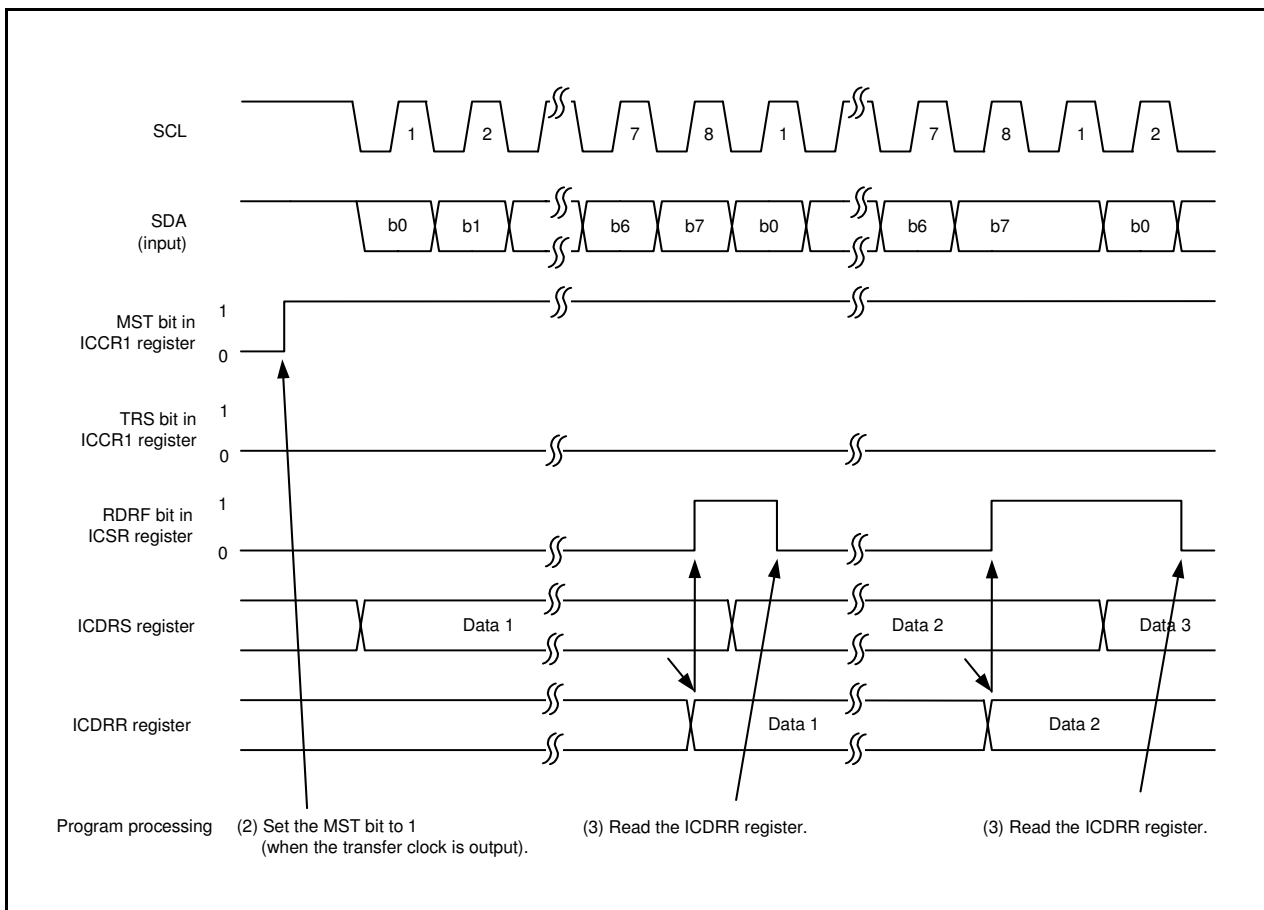 SCL
1 2 7 8 1 7 8 1 2
SDA
(input)
b0 b1 b6 b7 b0 b6 b7 b0
MST bit in
ICCR1 register
1
0
TRS bit in
ICCR1 register
1
0
RDRF bit in
ICSR register
1
0
ICDRS register
Data 1 Data 2 Data 3
ICDRR register
Data 1 Data 2
Program processing
(2) Set the MST bit to 1
(when the transfer clock is output).
(3) Read the ICDRR register.
(3) Read the ICDRR register.